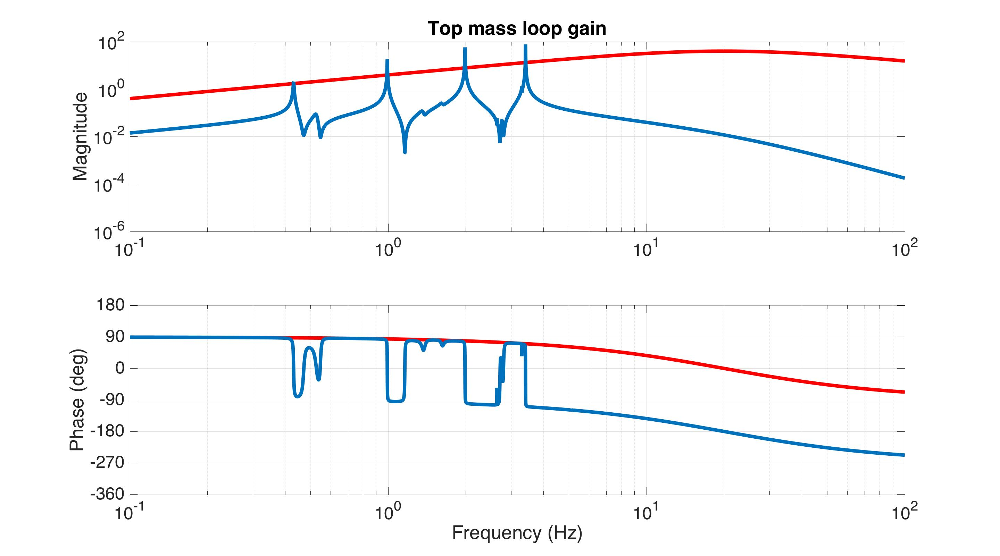 Top mass loop gain
Magnitude
10^2
10^0
10^-2
10^-4
10^-6
10^-1 10^0 10^1 10^2
Phase (deg)
180
90
0
-90
-180
-270
-360
10^-1 10^0 10^1 10^2
Frequency (Hz)